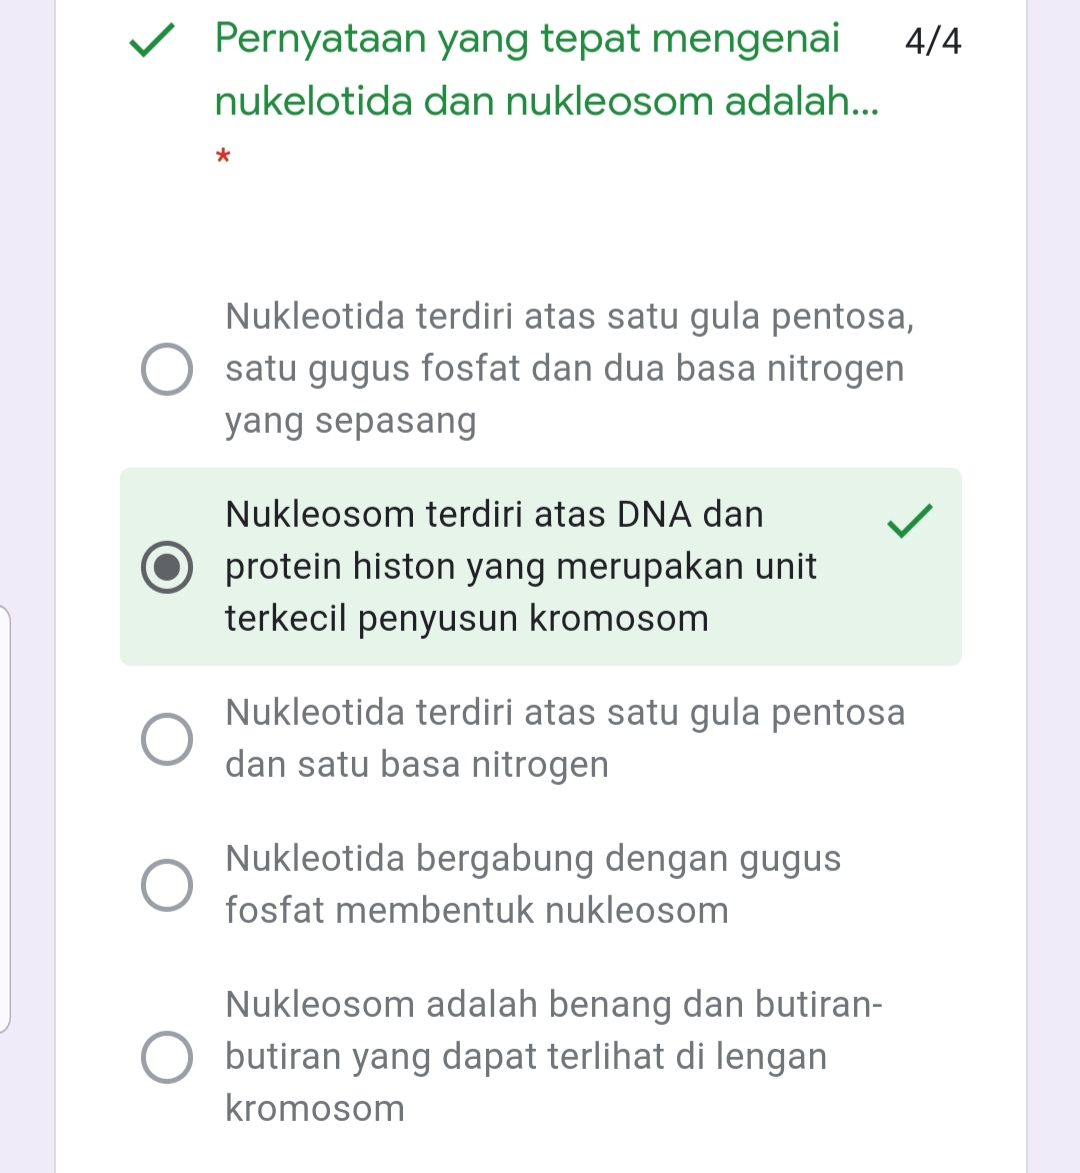 Pernyataan yang tepat mengenai 4/4
nukelotida dan nukleosom adalah...
*
Nukleotida terdiri atas satu gula pentosa,
satu gugus fosfat dan dua basa nitrogen
yang sepasang
Nukleosom terdiri atas DNA dan
protein histon yang merupakan unit
terkecil penyusun kromosom
Nukleotida terdiri atas satu gula pentosa
dan satu basa nitrogen
Nukleotida bergabung dengan gugus
fosfat membentuk nukleosom
Nukleosom adalah benang dan butiran-
butiran yang dapat terlihat di lengan
kromosom